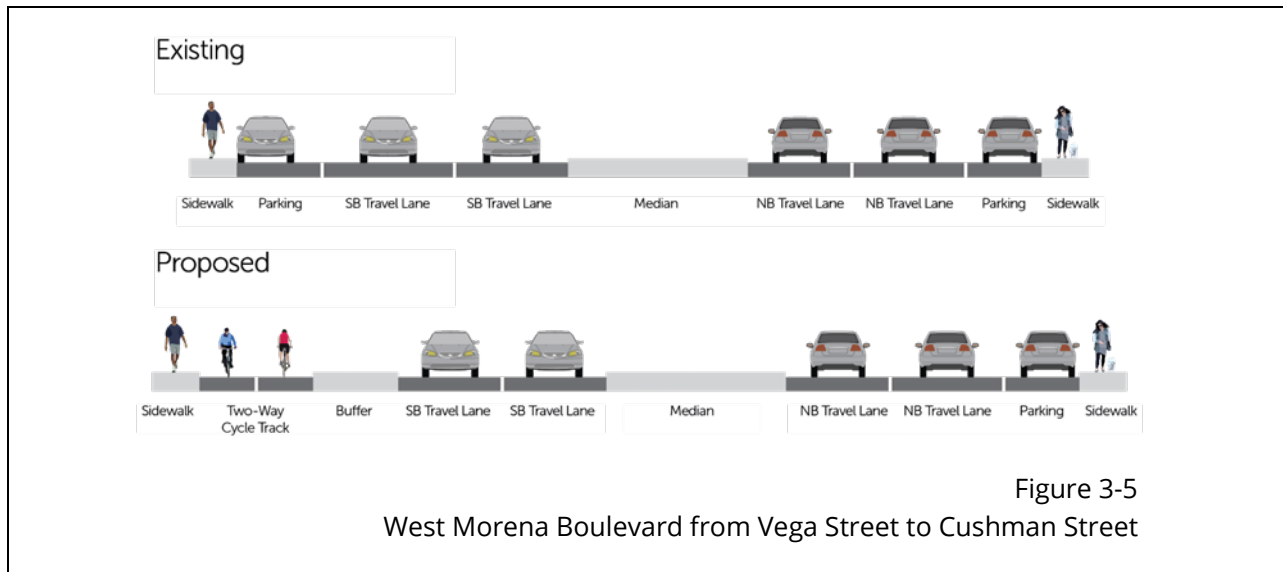 Existing
Sidewalk Parking SB Travel Lane SB Travel Lane Median NB Travel Lane NB Travel Lane Parking Sidewalk
Proposed
Sidewalk Two-Way Buffer SB Travel Lane SB Travel Lane Median NB Travel Lane NB Travel Lane Parking Sidewalk
Cycle Track
Figure 3-5
West Morena Boulevard from Vega Street to Cushman Street